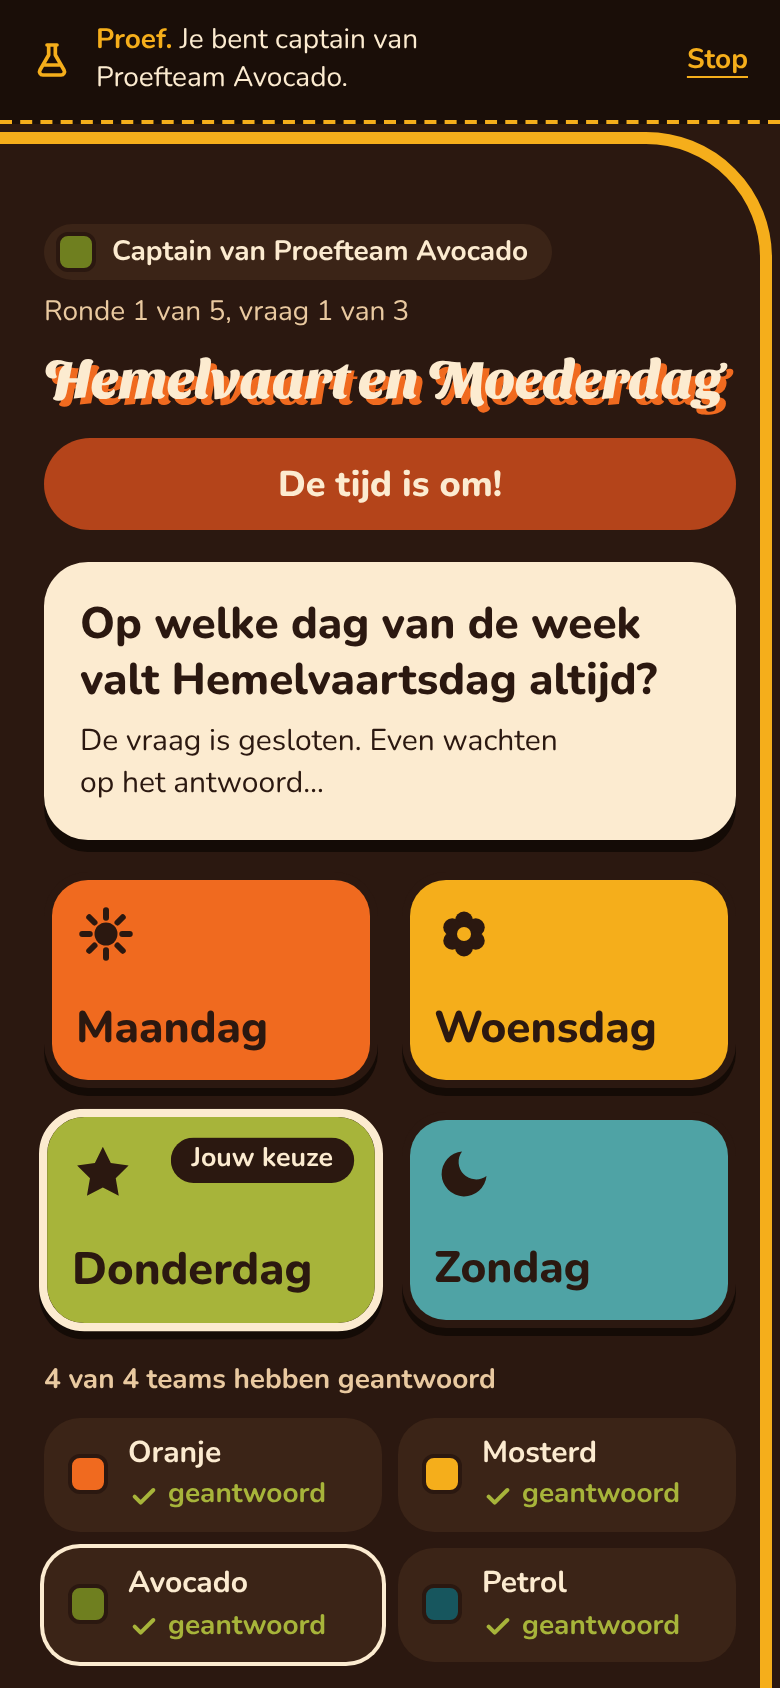 Proef. Je bent captain van
Proefteam Avocado.
Stop
Captain van Proefteam Avocado
Ronde 1 van 5, vraag 1 van 3
Hemelvaart en Moederdag
De tijd is om!
Op welke dag van de week
valt Hemelvaartsdag altijd?
De vraag is gesloten. Even wachten
op het antwoord...
Maandag
Woensdag
Jouw keuze
Donderdag
Zondag
4 van 4 teams hebben geantwoord
Oranje
geantwoord
Mosterd
geantwoord
Avocado
geantwoord
Petrol
geantwoord